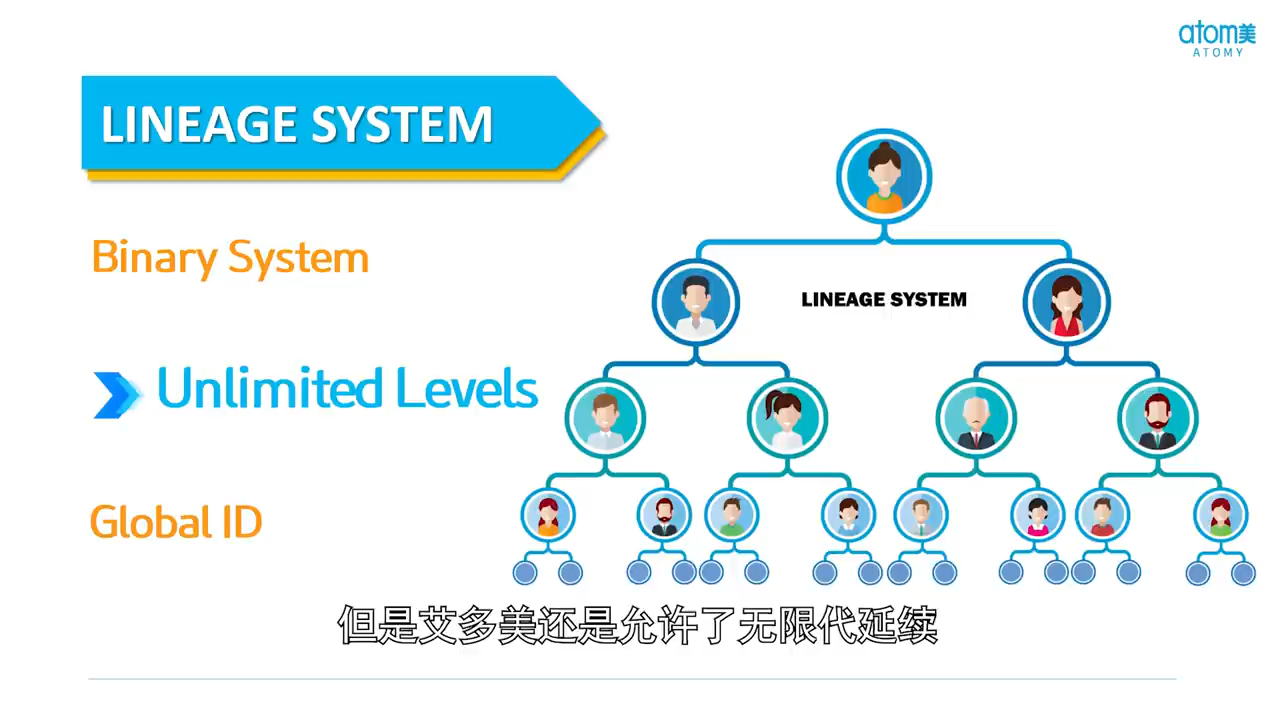 atom美
ATOMY
LINEAGE SYSTEM
Binary System
LINEAGE SYSTEM
Unlimited Levels
Global ID
但是艾多美还是允许了无限代延续